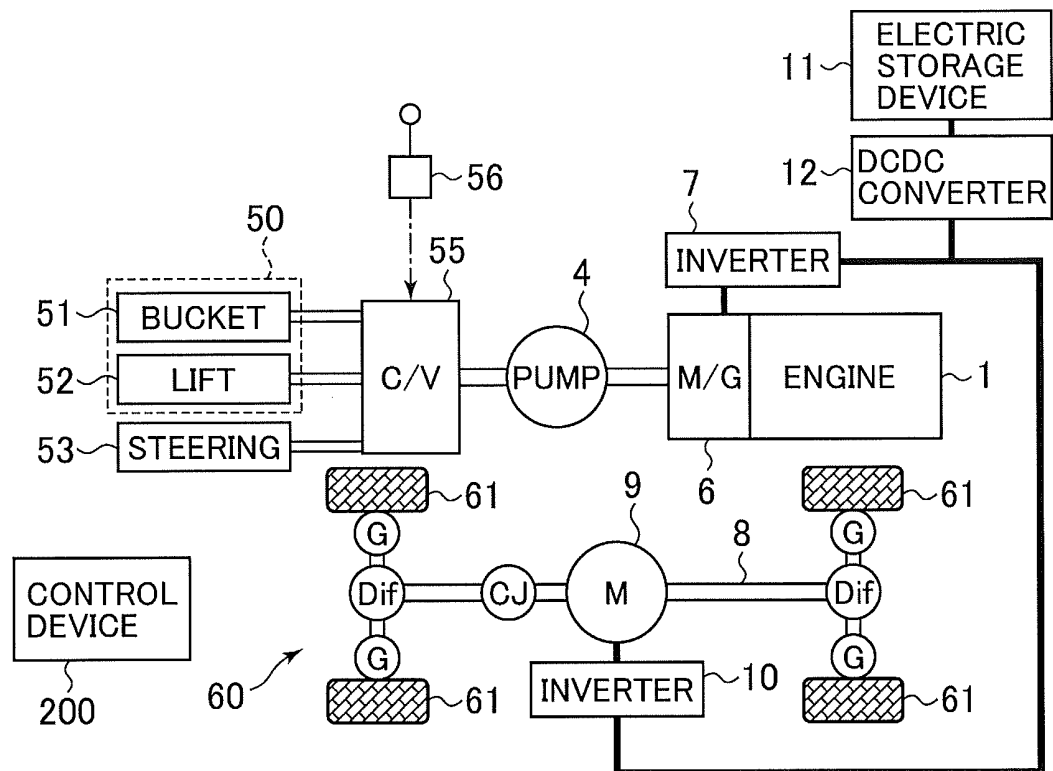 ELECTRIC
STORAGE
DEVICE
11
DCDC
CONVERTER
12
56
7
INVERTER
50
55
4
51
BUCKET
52
LIFT
C/V
PUMP
M/G
ENGINE
1
53
STEERING
6
61
61
9
8
G
G
CONTROL
DEVICE
200
Dif
CJ
M
Dif
G
G
60
61
INVERTER
10
61